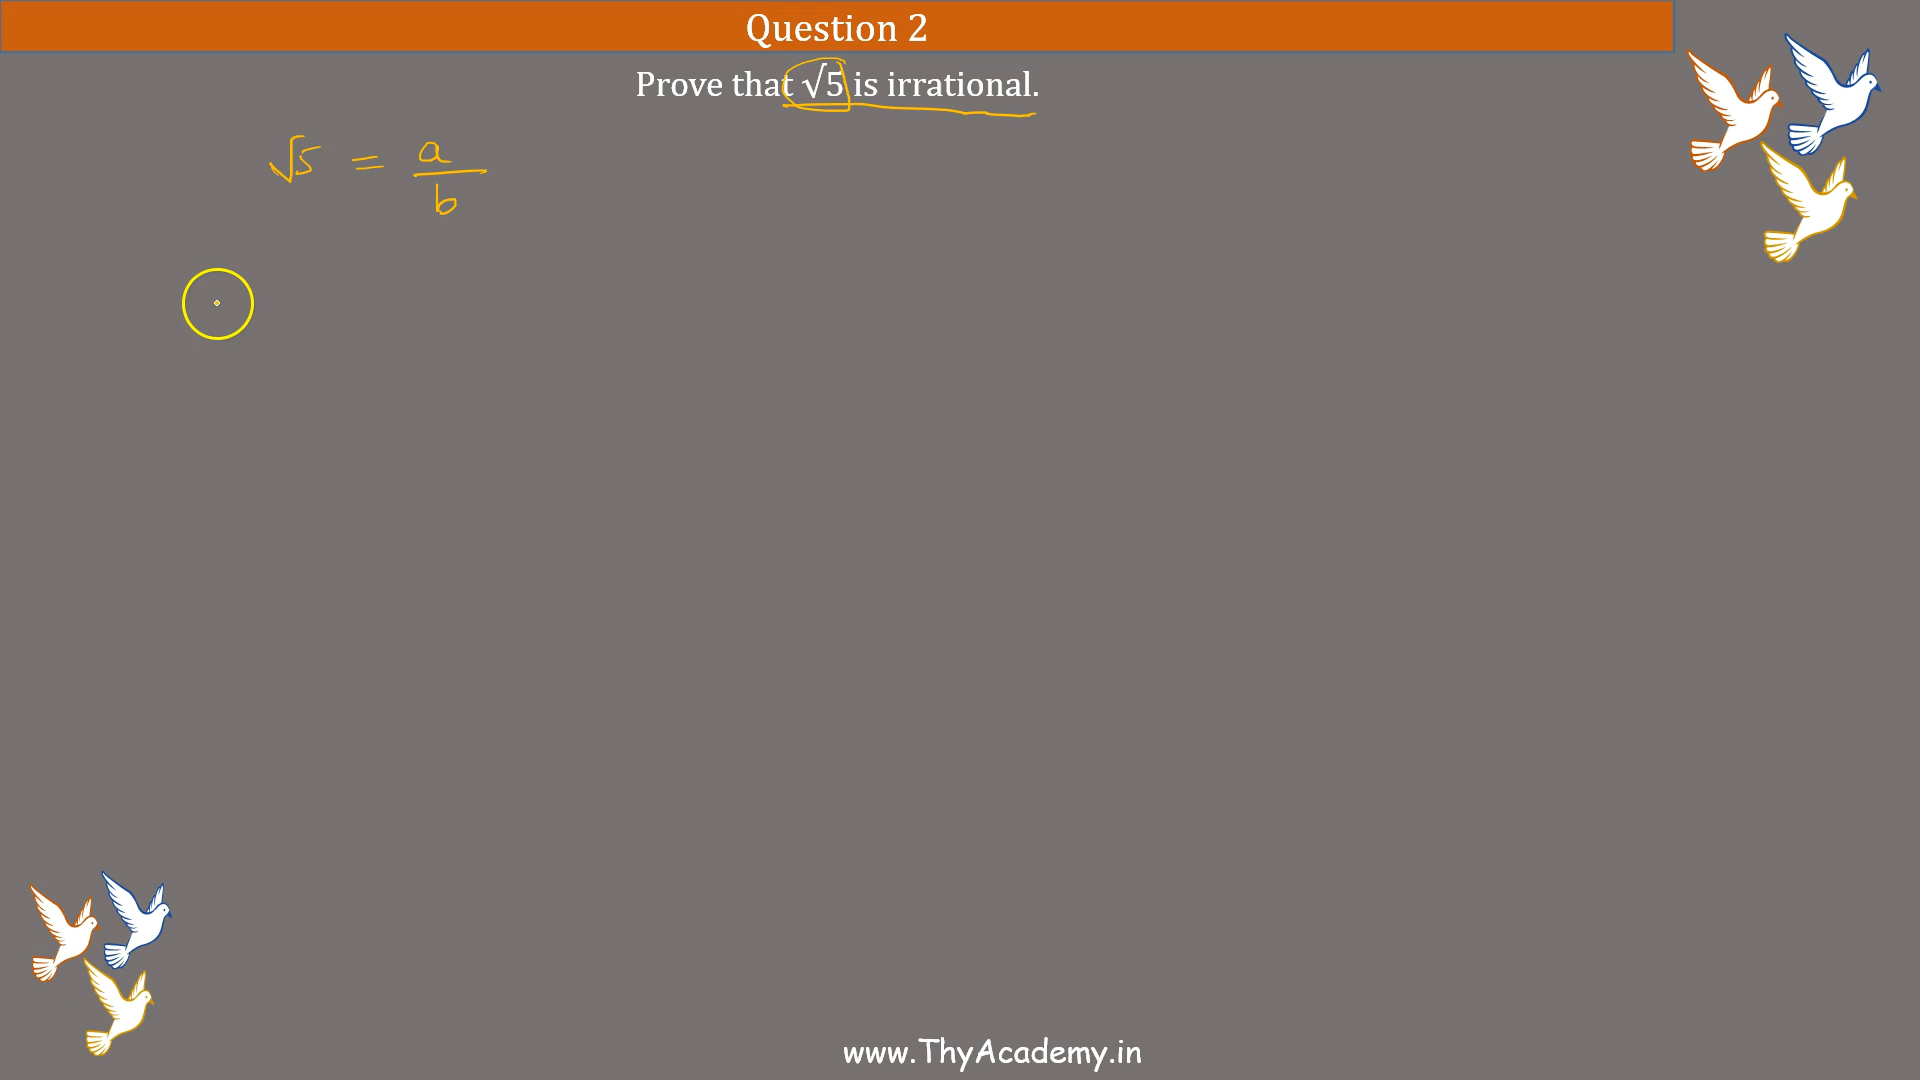 Question 2
Prove that √5 is irrational.
√5 = a/b
www.ThyAcademy.in